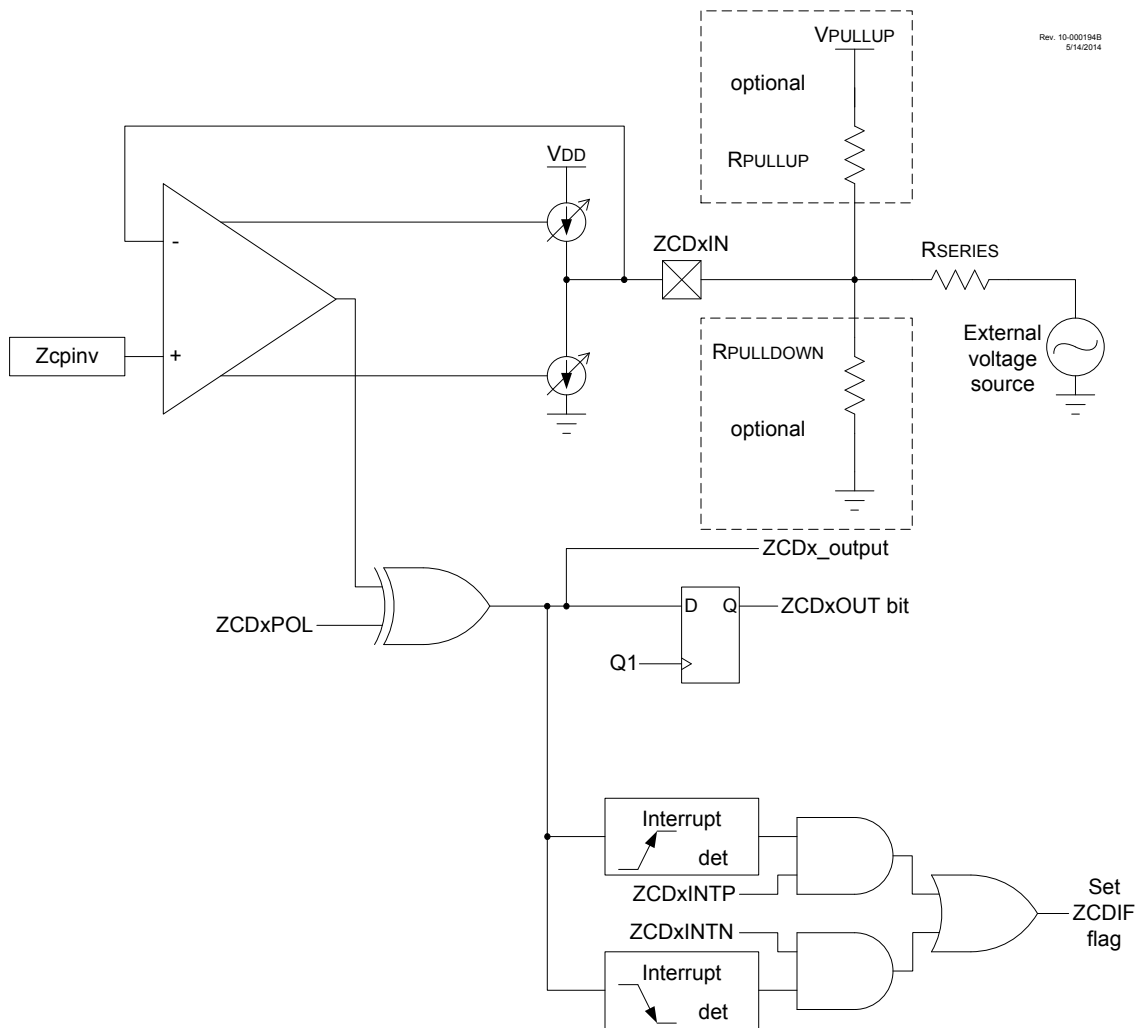 Rev. 10-000194B
5/14/2014
VPULLUP
optional
RPULLUP
VDD
-
ZCDxIN
RSERIES
Zcpinv
+
RPULLDOWN
External
voltage
source
optional
ZCDx_output
D Q
ZCDxOUT bit
ZCDxPOL
Q1
Interrupt
det
ZCDxINTP
Set
ZCDIF
flag
ZCDxINTN
Interrupt
det